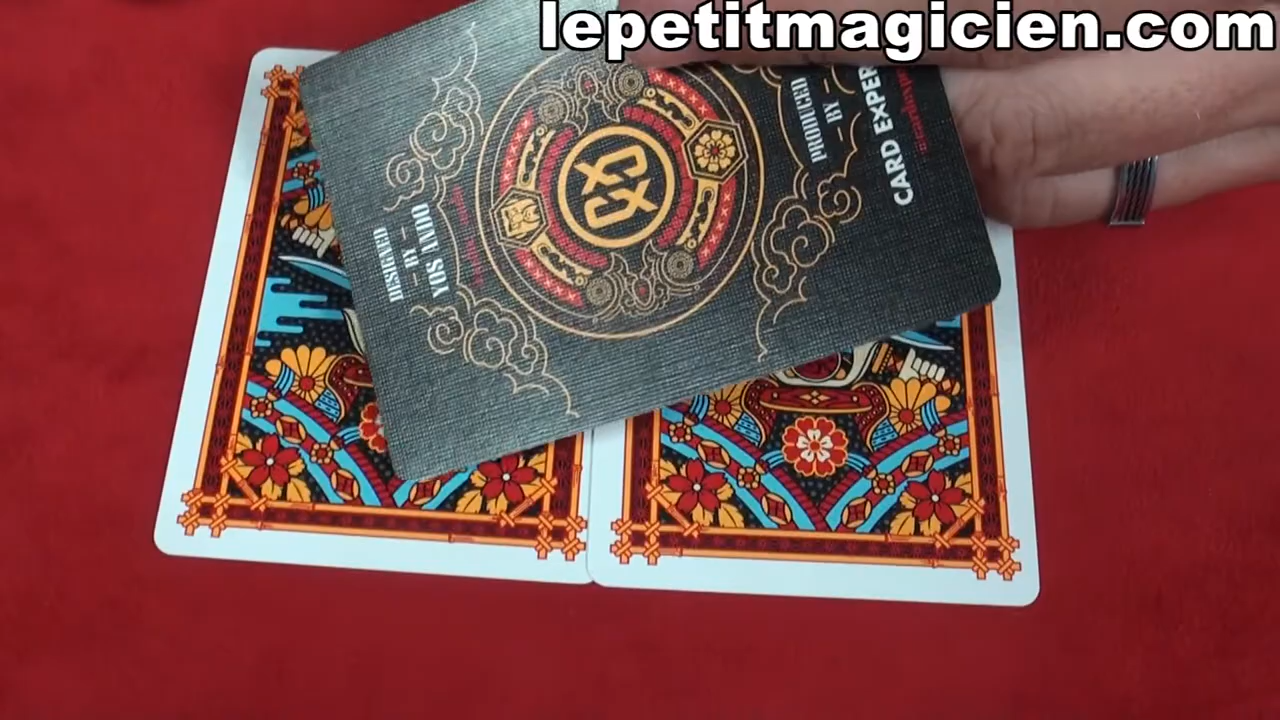 lepetitmagicien.com
DESIGNED
– BY –
YOS ANDO
PRODUCED
– BY –
CARD EXPER